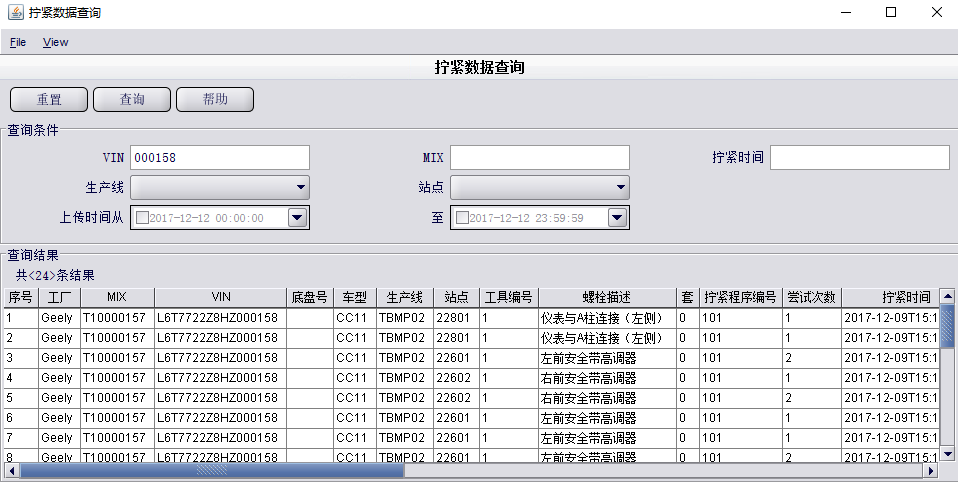 拧紧数据查询
File View
拧紧数据查询
重置 查询 帮助
查询条件
VIN 000158 MIX 拧紧时间
生产线 站点
上传时间从 2017-12-12 00:00:00 至 2017-12-12 23:59:59
查询结果
共<24>条结果
序号 工厂 MIX VIN 底盘号 车型 生产线 站点 工具编号 螺栓描述 套 拧紧程序编号 尝试次数 拧紧时间
1 Geely T10000157 L6T7722Z8HZ000158 CC11 TBMP02 22801 1 仪表与A柱连接（左侧） 0 101 1 2017-12-09T15:1
2 Geely T10000157 L6T7722Z8HZ000158 CC11 TBMP02 22801 1 仪表与A柱连接（左侧） 0 101 1 2017-12-09T15:1
3 Geely T10000157 L6T7722Z8HZ000158 CC11 TBMP02 22601 1 左前安全带高调器 0 101 2 2017-12-09T15:1
4 Geely T10000157 L6T7722Z8HZ000158 CC11 TBMP02 22602 1 右前安全带高调器 0 101 1 2017-12-09T15:1
5 Geely T10000157 L6T7722Z8HZ000158 CC11 TBMP02 22602 1 右前安全带高调器 0 101 2 2017-12-09T15:1
6 Geely T10000157 L6T7722Z8HZ000158 CC11 TBMP02 22601 1 左前安全带高调器 0 101 1 2017-12-09T15:1
7 Geely T10000157 L6T7722Z8HZ000158 CC11 TBMP02 22601 1 左前安全带高调器 0 101 1 2017-12-09T15:1
8 Geely T10000157 L6T7722Z8HZ000158 CC11 TBMP02 22601 1 左前安全带高调器 0 101 2 2017-12-09T15:1